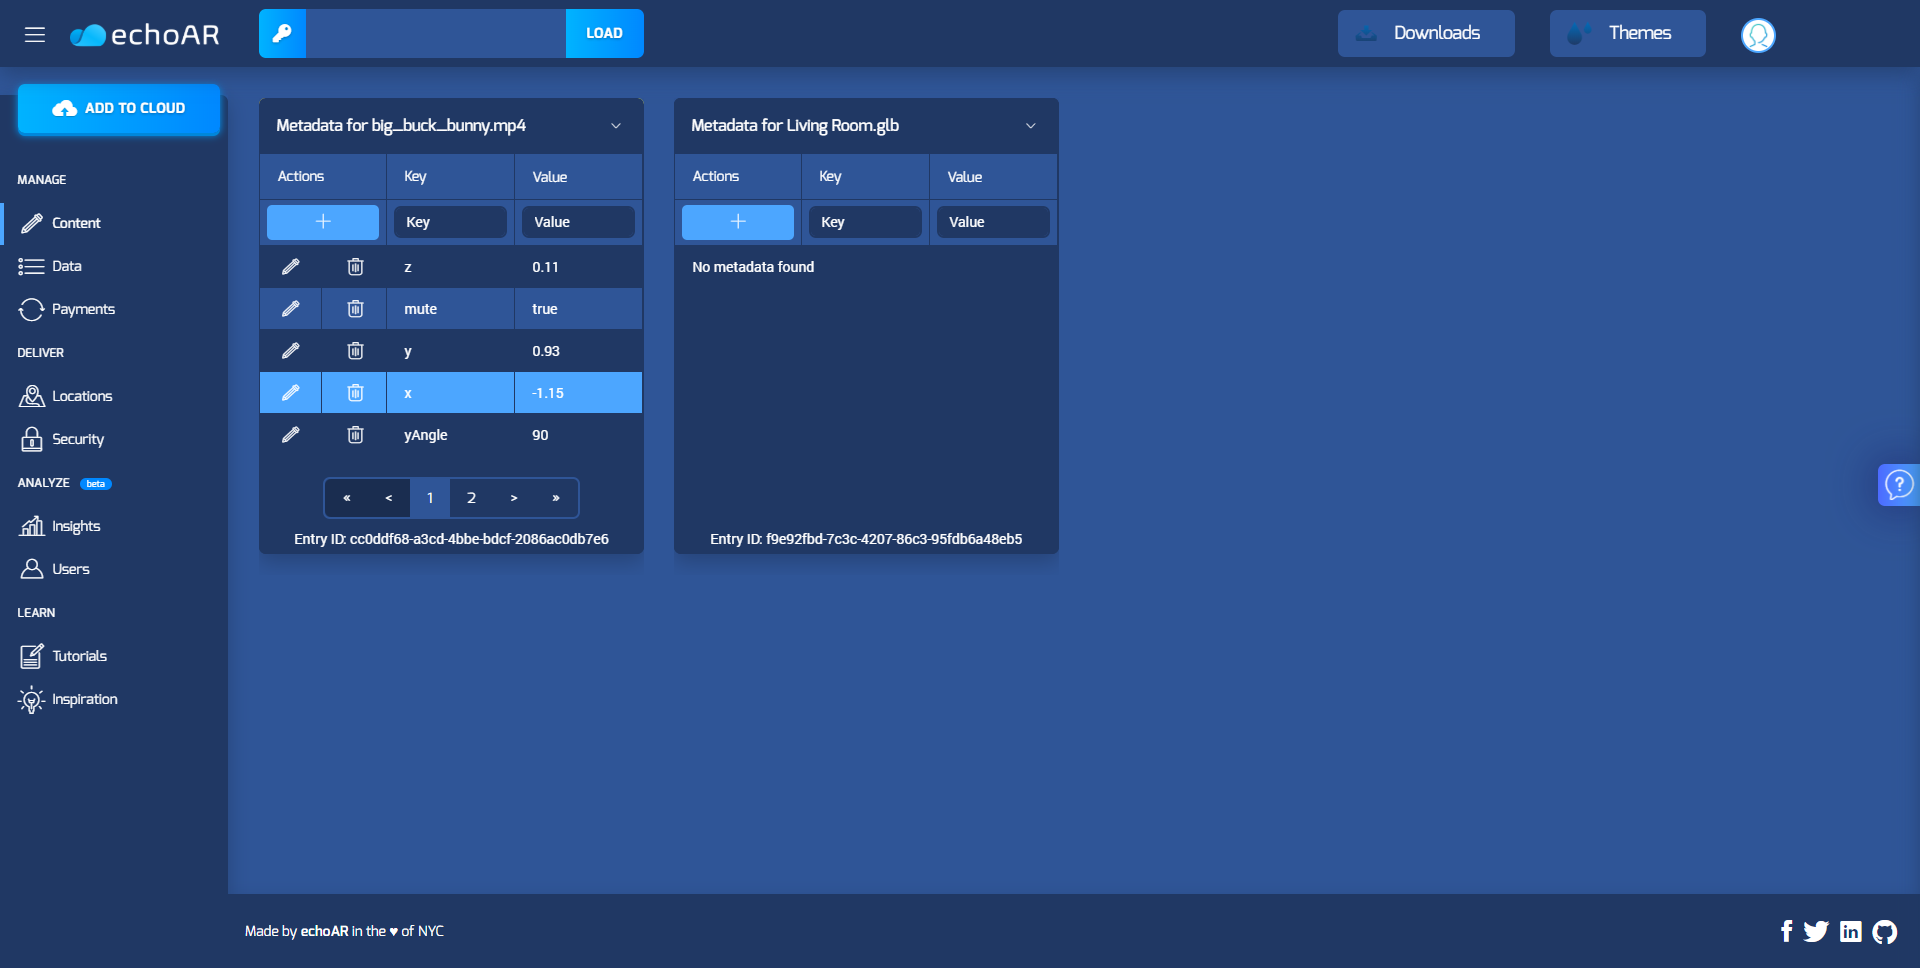 echoAR
LOAD
Downloads
Themes
ADD TO CLOUD
MANAGE
Content
Data
Payments
DELIVER
Locations
Security
ANALYZE beta
Insights
Users
LEARN
Tutorials
Inspiration
Metadata for big_buck_bunny.mp4
Actions Key Value
+ Key Value
z 0.11
mute true
y 0.93
x -1.15
yAngle 90
« < 1 2 > »
Entry ID: cc0ddf68-a3cd-4bbe-bdcf-2086ac0db7e6
Metadata for Living Room.glb
Actions Key Value
+ Key Value
No metadata found
Entry ID: f9e92fbd-7c3c-4207-86c3-95fdb6a48eb5
?
Made by echoAR in the ♥ of NYC